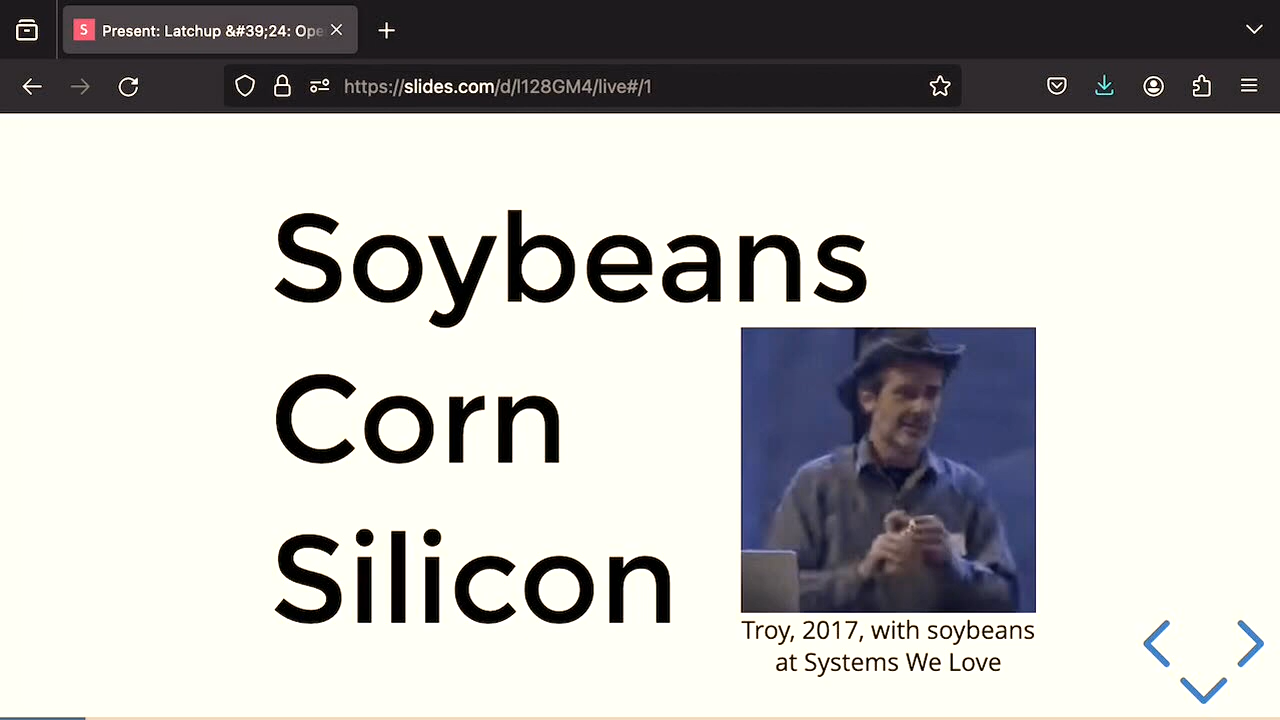 S
Present: Latchup &#39;24: Ope
https://slides.com/d/l128GM4/live#/1
Soybeans
Corn
Silicon
Troy, 2017, with soybeans
at Systems We Love